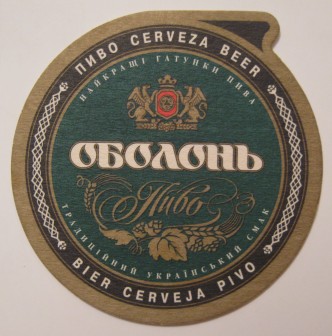 ПИВО CERVEZA BEER
НАЙКРАЩІ ГАТУНКИ ПИВА
ОБОЛОНЬ
Пиво
ТРАДИЦІЙНИЙ УКРАЇНСЬКИЙ СМАК
BIER CERVEJA PIVO